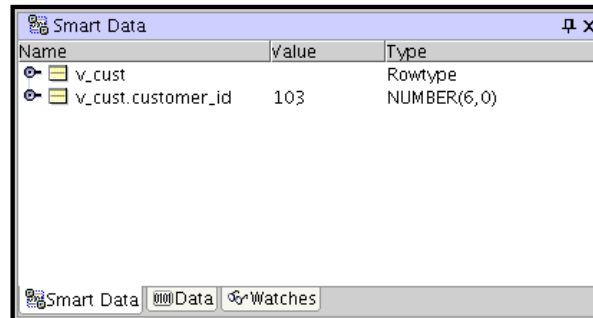 Smart Data
Name Value Type
v_cust Rowtype
v_cust.customer_id 103 NUMBER(6,0)
Smart Data Data Watches